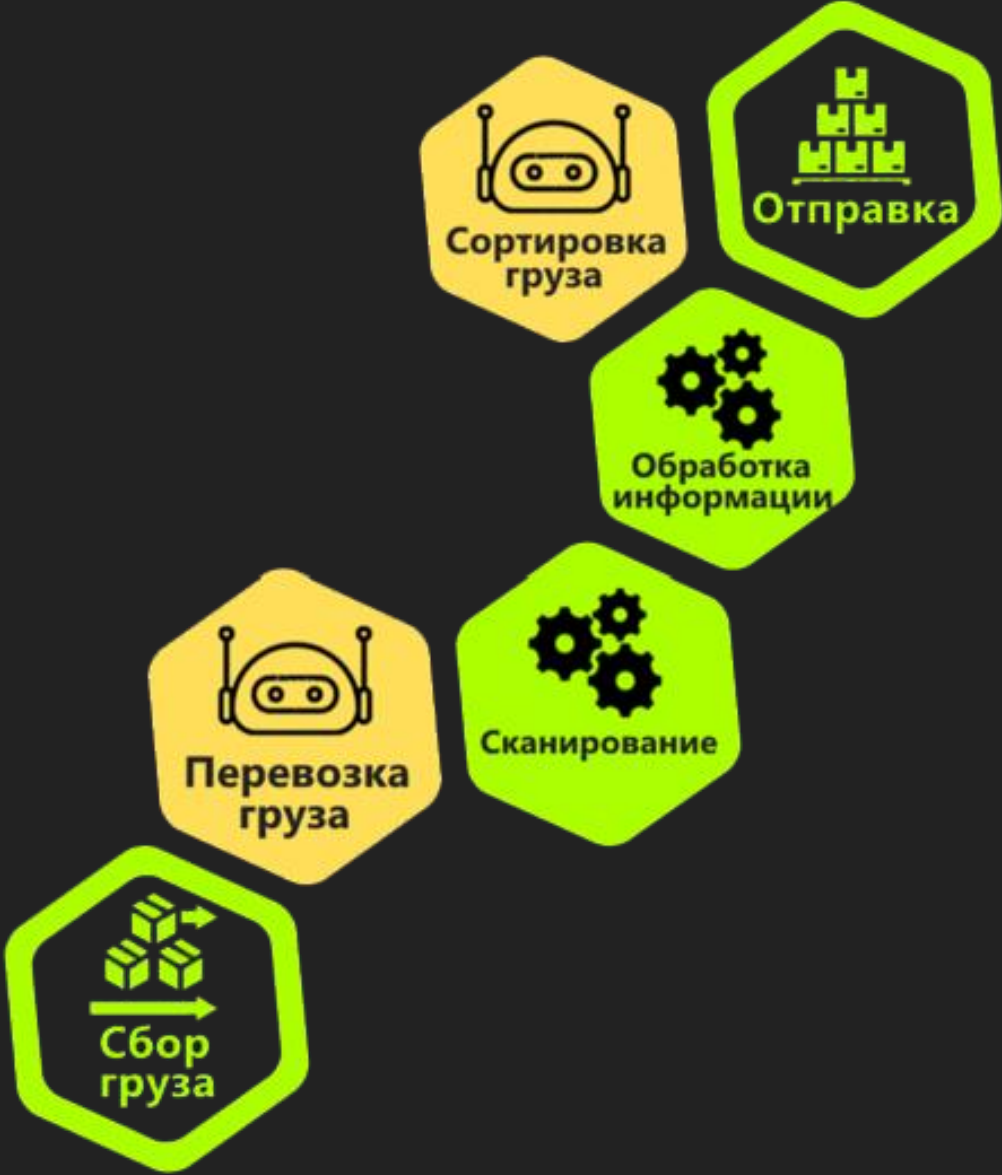 Отправка
Сортировка
груза
Обработка
информации
Сканирование
Перевозка
груза
Сбор
груза